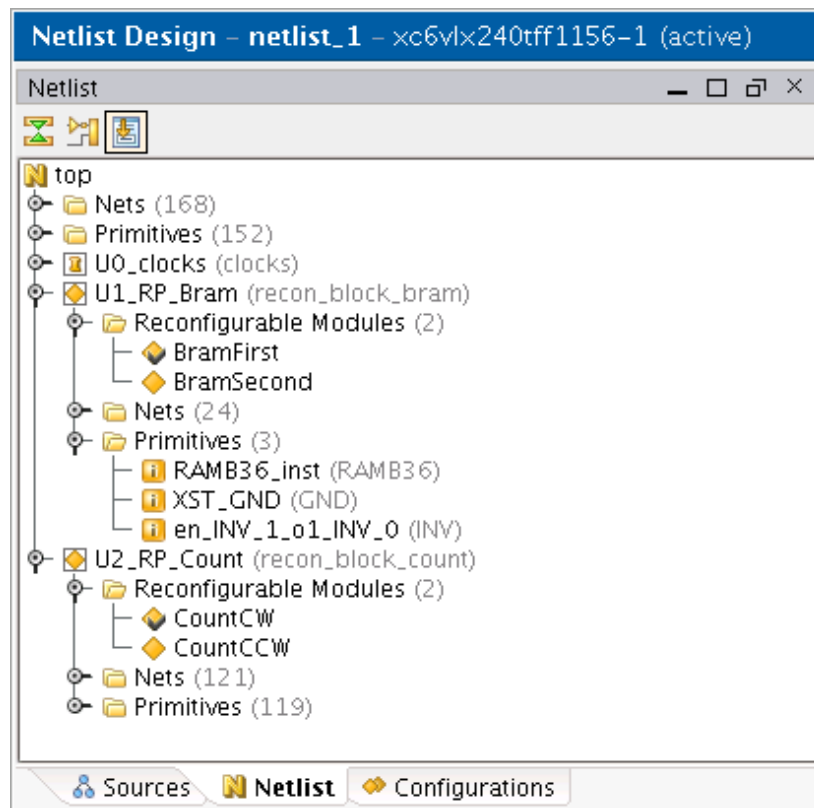 Netlist Design – netlist_1 – xc6vlx240tff1156-1 (active)
Netlist
top
Nets (168)
Primitives (152)
U0_clocks (clocks)
U1_RP_Bram (recon_block_bram)
Reconfigurable Modules (2)
BramFirst
BramSecond
Nets (24)
Primitives (3)
RAMB36_inst (RAMB36)
XST_GND (GND)
en_INV_1_o1_INV_0 (INV)
U2_RP_Count (recon_block_count)
Reconfigurable Modules (2)
CountCW
CountCCW
Nets (121)
Primitives (119)
Sources Netlist Configurations